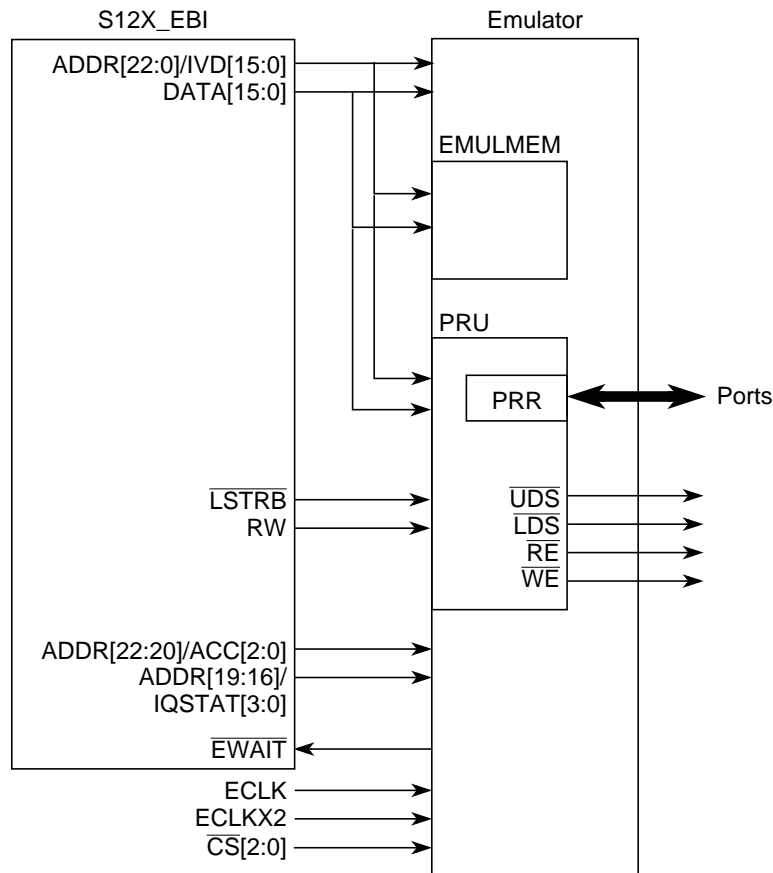 S12X_EBI
Emulator
ADDR[22:0]/IVD[15:0]
DATA[15:0]
EMULMEM
PRU
PRR
Ports
LSTRB
RW
UDS
LDS
RE
WE
ADDR[22:20]/ACC[2:0]
ADDR[19:16]/
IQSTAT[3:0]
EWAIT
ECLK
ECLKX2
CS[2:0]